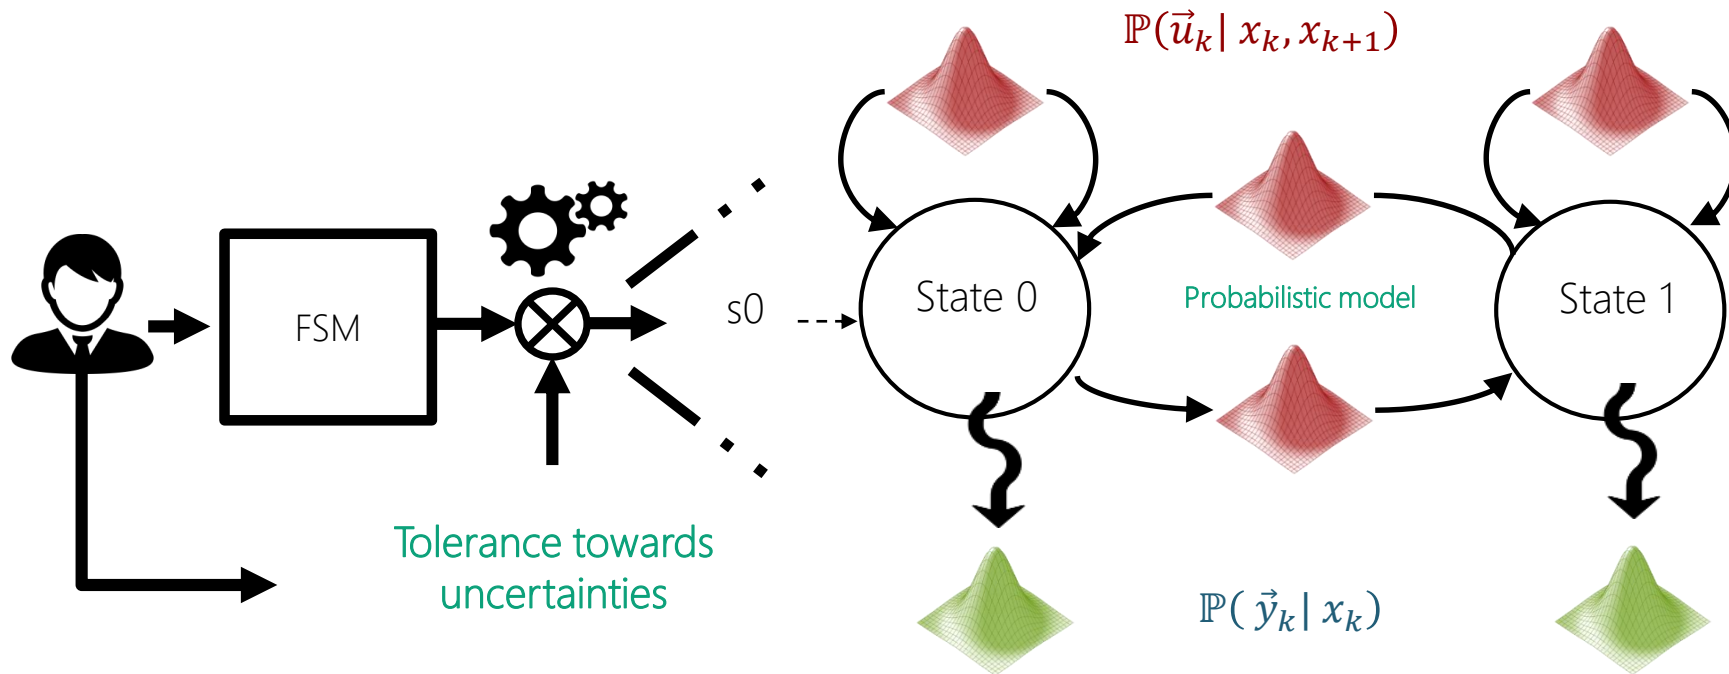 ℙ(u⃗ₖ | xₖ, xₖ₊₁)
FSM
s0
State 0
Probabilistic model
State 1
Tolerance towards
uncertainties
ℙ( y⃗ₖ | xₖ)